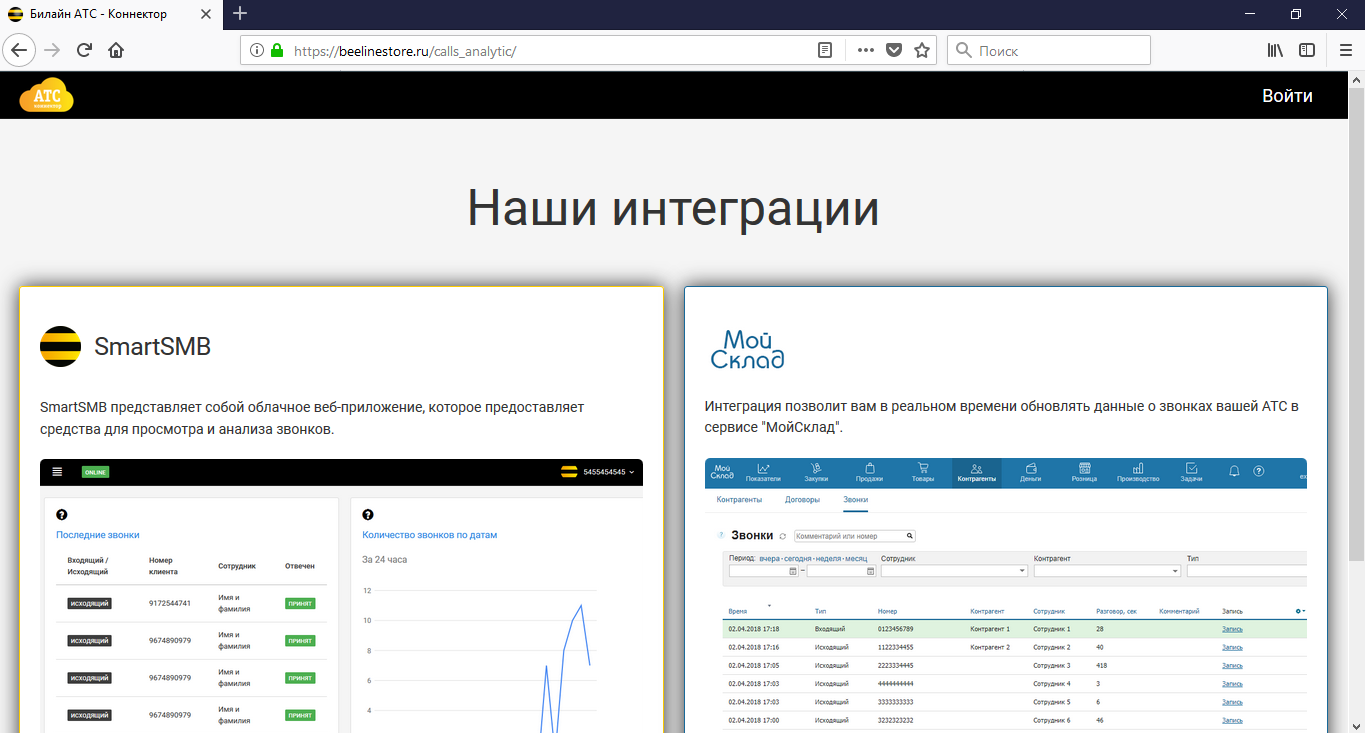 Билайн АТС - Коннектор
https://beelinestore.ru/calls_analytic/
Поиск
АТС
коннектор
Войти
Наши интеграции
SmartSMB
SmartSMB представляет собой облачное веб-приложение, которое предоставляет
средства для просмотра и анализа звонков.
ONLINE
5455454545
Последние звонки
Входящий / Исходящий Номер клиента Сотрудник Отвечен
ИСХОДЯЩИЙ 9172544741 Имя и фамилия ПРИНЯТ
ИСХОДЯЩИЙ 9674890979 Имя и фамилия ПРИНЯТ
ИСХОДЯЩИЙ 9674890979 Имя и фамилия ПРИНЯТ
ИСХОДЯЩИЙ 9674890979 Имя и фамилия ПРИНЯТ
Количество звонков по датам
За 24 часа
12
10
8
6
4
Мой
Склад
Интеграция позволит вам в реальном времени обновлять данные о звонках вашей АТС в
сервисе "МойСклад".
Мой Склад Показатели Закупки Продажи Товары Контрагенты Деньги Розница Производство Задачи
Контрагенты Договоры Звонки
Звонки Комментарий или номер
Период: вчера-сегодня-неделя-месяц Сотрудник Контрагент Тип
Время Тип Номер Контрагент Сотрудник Разговор, сек Комментарий Запись
02.04.2018 17:18 Входящий 0123456789 Контрагент 1 Сотрудник 1 28 Запись
02.04.2018 17:16 Исходящий 1122334455 Контрагент 2 Сотрудник 2 40 Запись
02.04.2018 17:05 Исходящий 2223334445 Сотрудник 3 418 Запись
02.04.2018 17:03 Исходящий 4444444444 Сотрудник 4 3 Запись
02.04.2018 17:03 Исходящий 3333333333 Сотрудник 5 6 Запись
02.04.2018 17:00 Исходящий 3232323232 Сотрудник 6 46 Запись